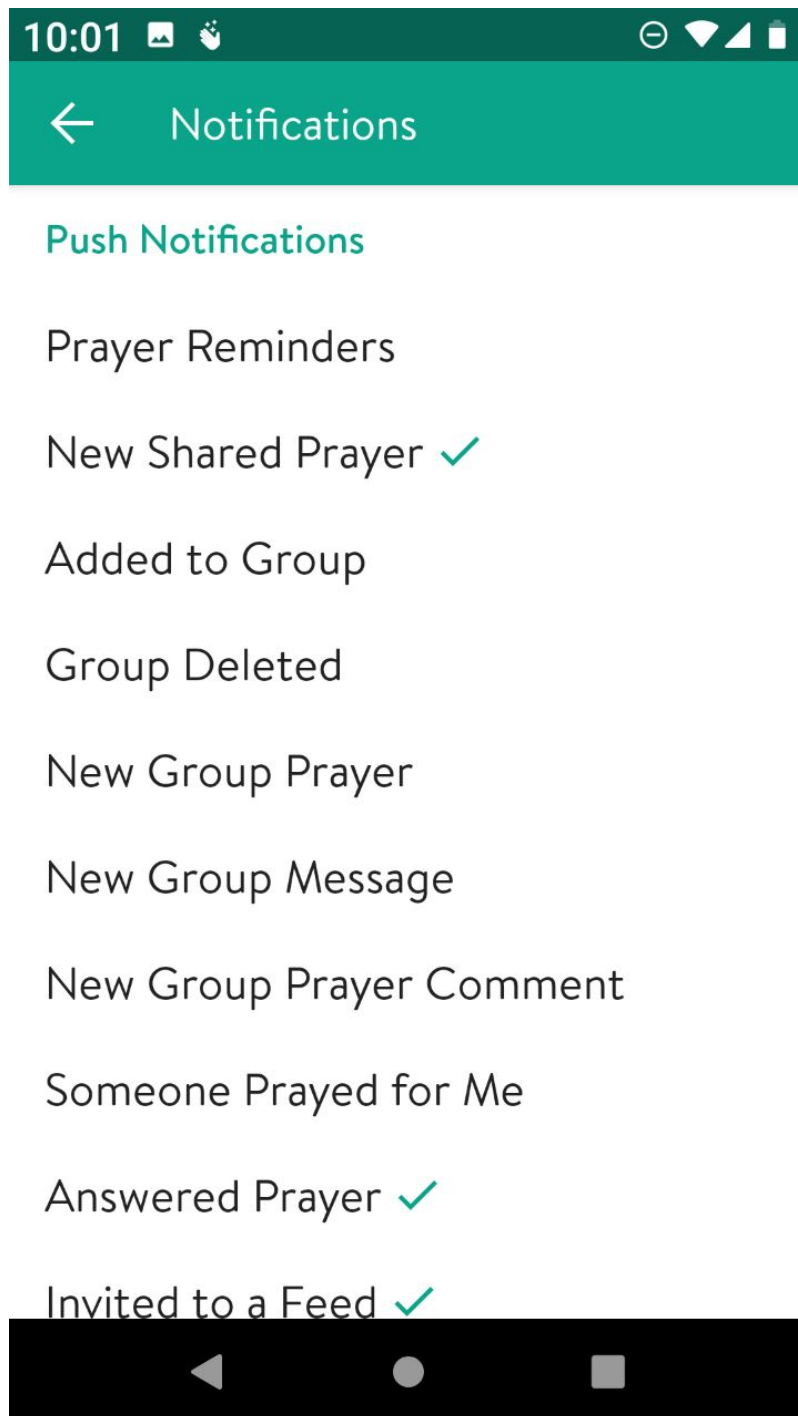 10:01
Notifications
Push Notifications
Prayer Reminders
New Shared Prayer
Added to Group
Group Deleted
New Group Prayer
New Group Message
New Group Prayer Comment
Someone Prayed for Me
Answered Prayer
Invited to a Feed